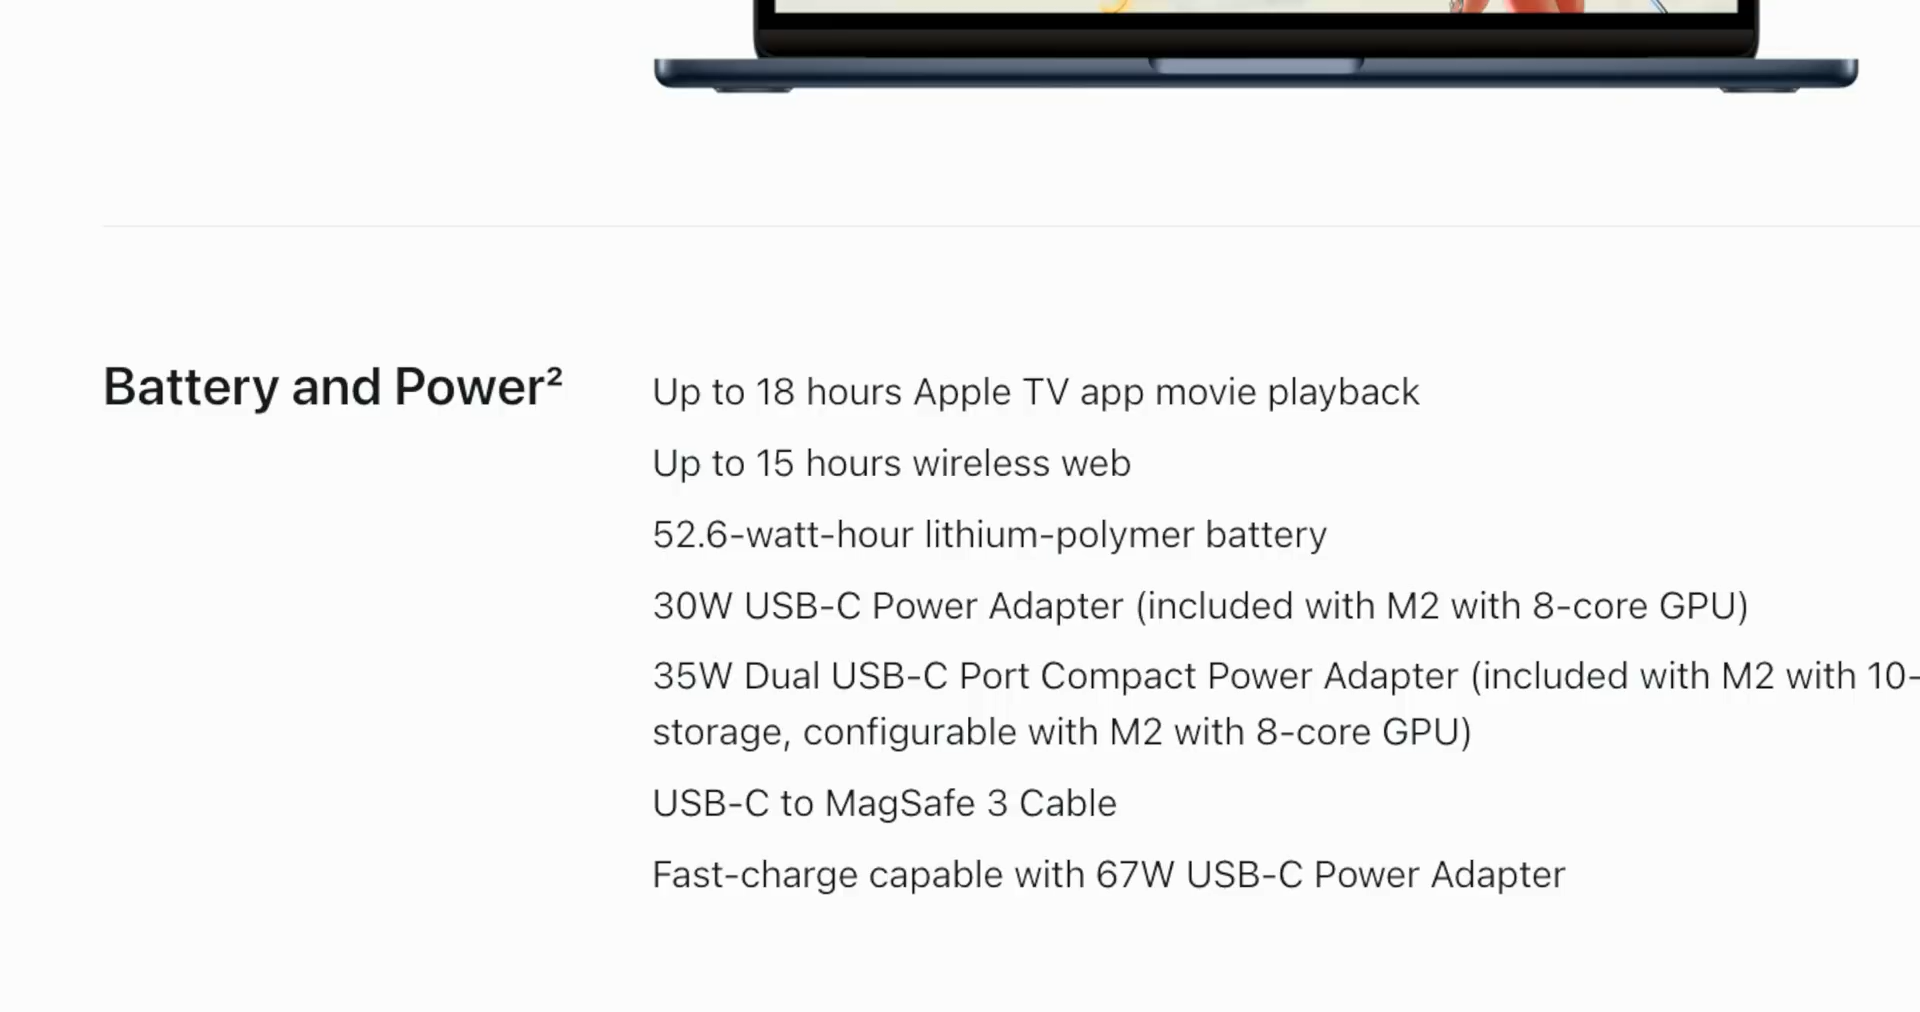 Battery and Power²
Up to 18 hours Apple TV app movie playback
Up to 15 hours wireless web
52.6-watt-hour lithium-polymer battery
30W USB-C Power Adapter (included with M2 with 8-core GPU)
35W Dual USB-C Port Compact Power Adapter (included with M2 with 10-
storage, configurable with M2 with 8-core GPU)
USB-C to MagSafe 3 Cable
Fast-charge capable with 67W USB-C Power Adapter